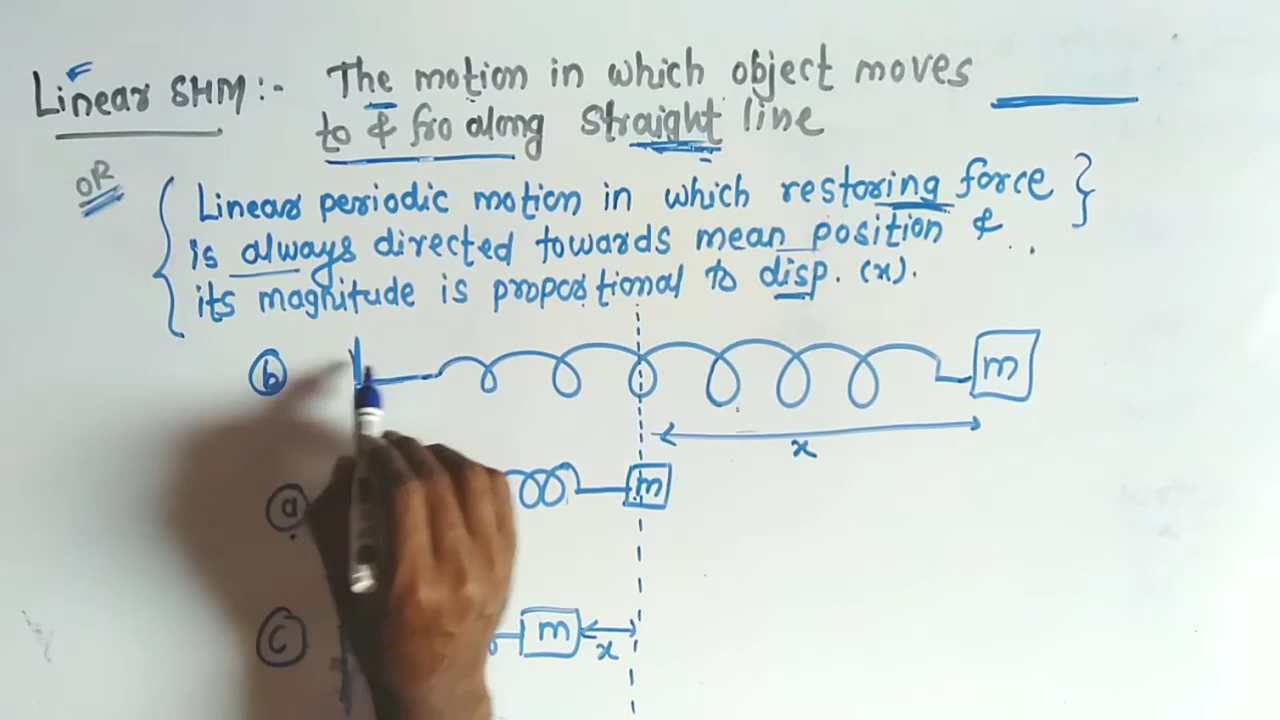 Linear SHM:- The motion in which object moves
to & fro along straight line
OR
Linear periodic motion in which restoring force
is always directed towards mean position &
its magnitude is proportional to disp. (x).
b
m
x
a
m
c
m
x